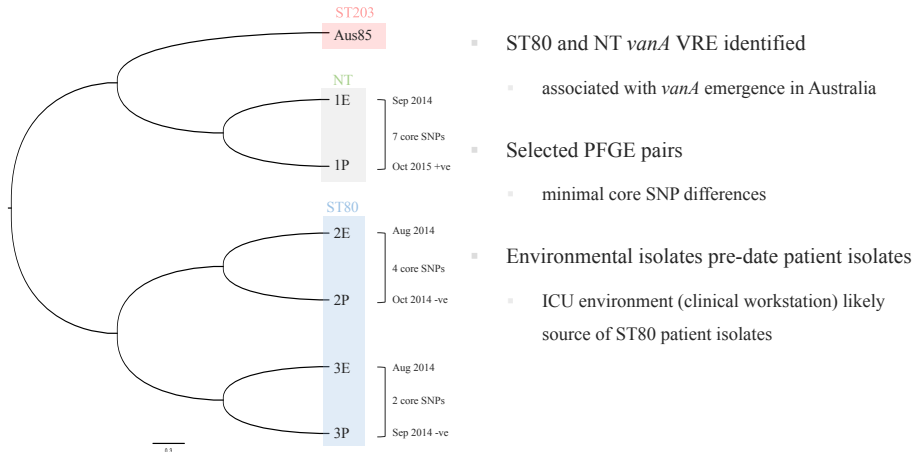 ST203
Aus85
NT
1E
Sep 2014
7 core SNPs
1P
Oct 2015 +ve
ST80
2E
Aug 2014
4 core SNPs
2P
Oct 2014 -ve
3E
Aug 2014
2 core SNPs
3P
Sep 2014 -ve
ST80 and NT vanA VRE identified
associated with vanA emergence in Australia
Selected PFGE pairs
minimal core SNP differences
Environmental isolates pre-date patient isolates
ICU environment (clinical workstation) likely
source of ST80 patient isolates